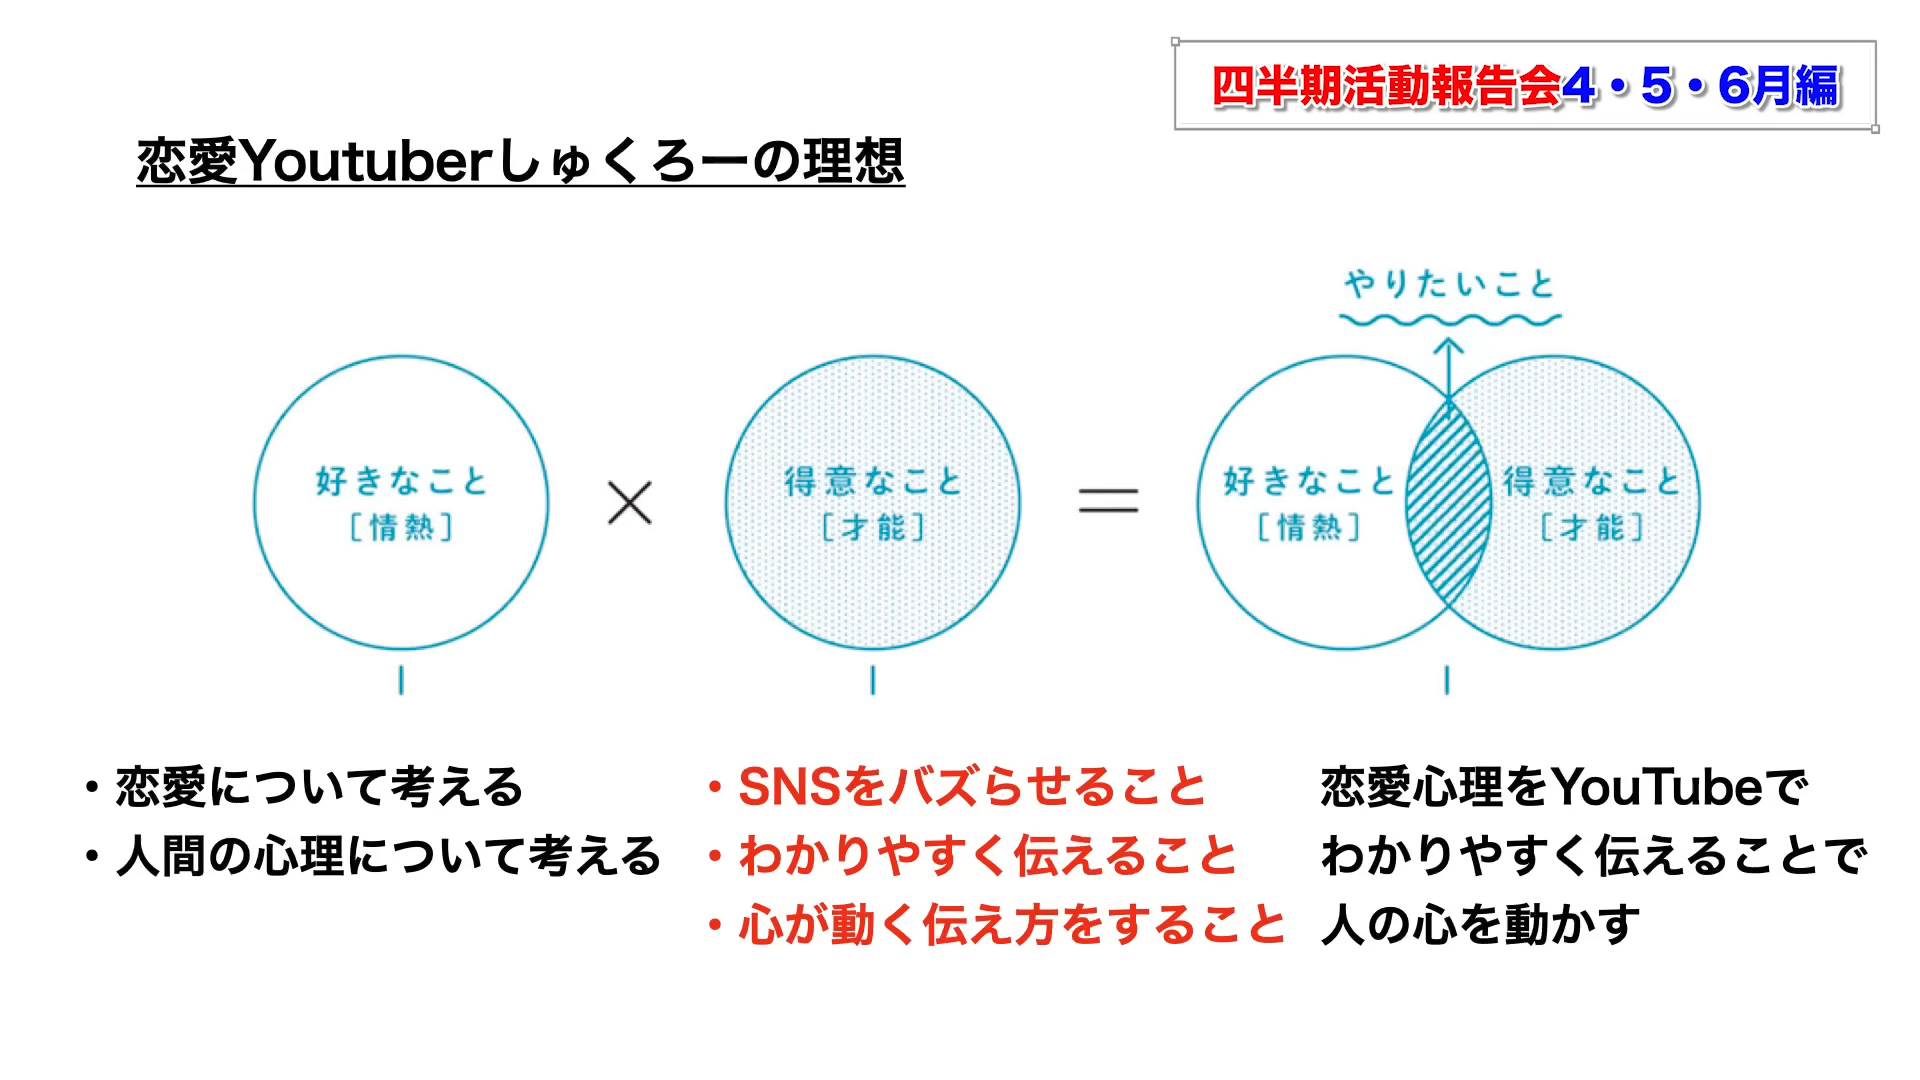 四半期活動報告会4・5・6月編
恋愛Youtuberしゅくろーの理想
やりたいこと
好きなこと
[情熱]
×
得意なこと
[才能]
=
好きなこと
[情熱]
得意なこと
[才能]
・恋愛について考える
・人間の心理について考える
・SNSをバズらせること
・わかりやすく伝えること
・心が動く伝え方をすること
恋愛心理をYouTubeで
わかりやすく伝えることで
人の心を動かす